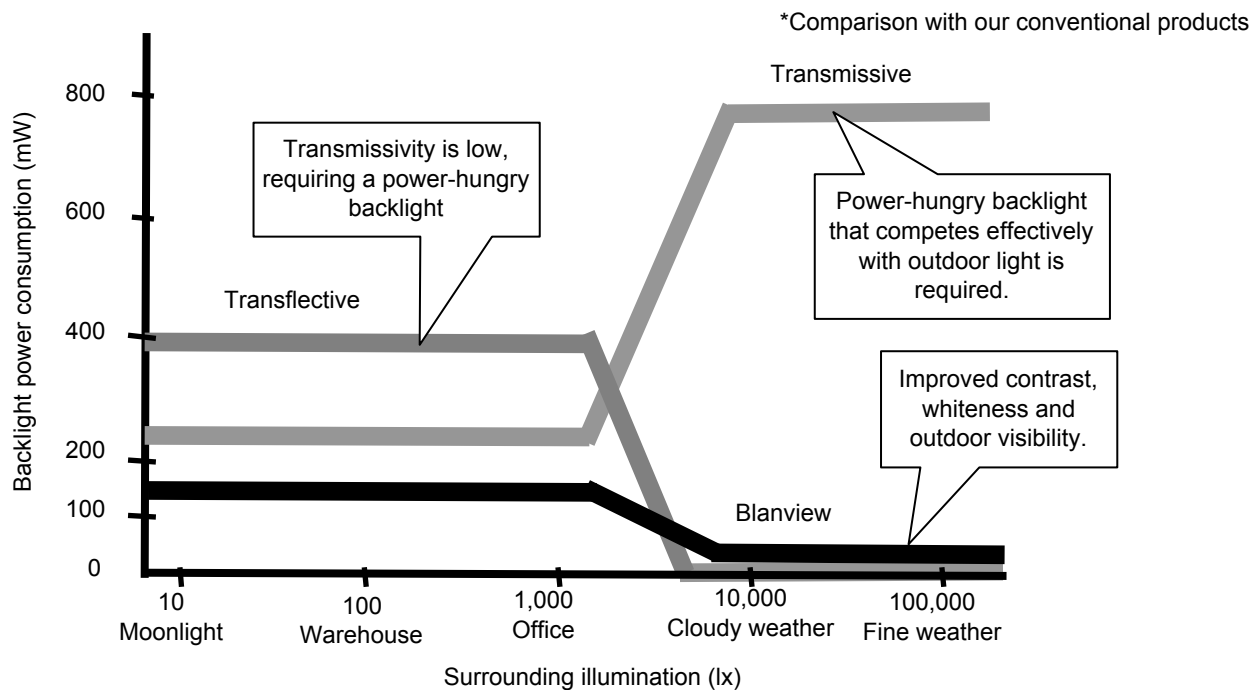 *Comparison with our conventional products
Transmissive
Backlight power consumption (mW)
800
600
400
200
100
0
Transmissivity is low,
requiring a power-hungry
backlight
Power-hungry backlight
that competes effectively
with outdoor light is
required.
Transflective
Improved contrast,
whiteness and
outdoor visibility.
Blanview
10
100
1,000
10,000
100,000
Moonlight
Warehouse
Office
Cloudy weather
Fine weather
Surrounding illumination (lx)